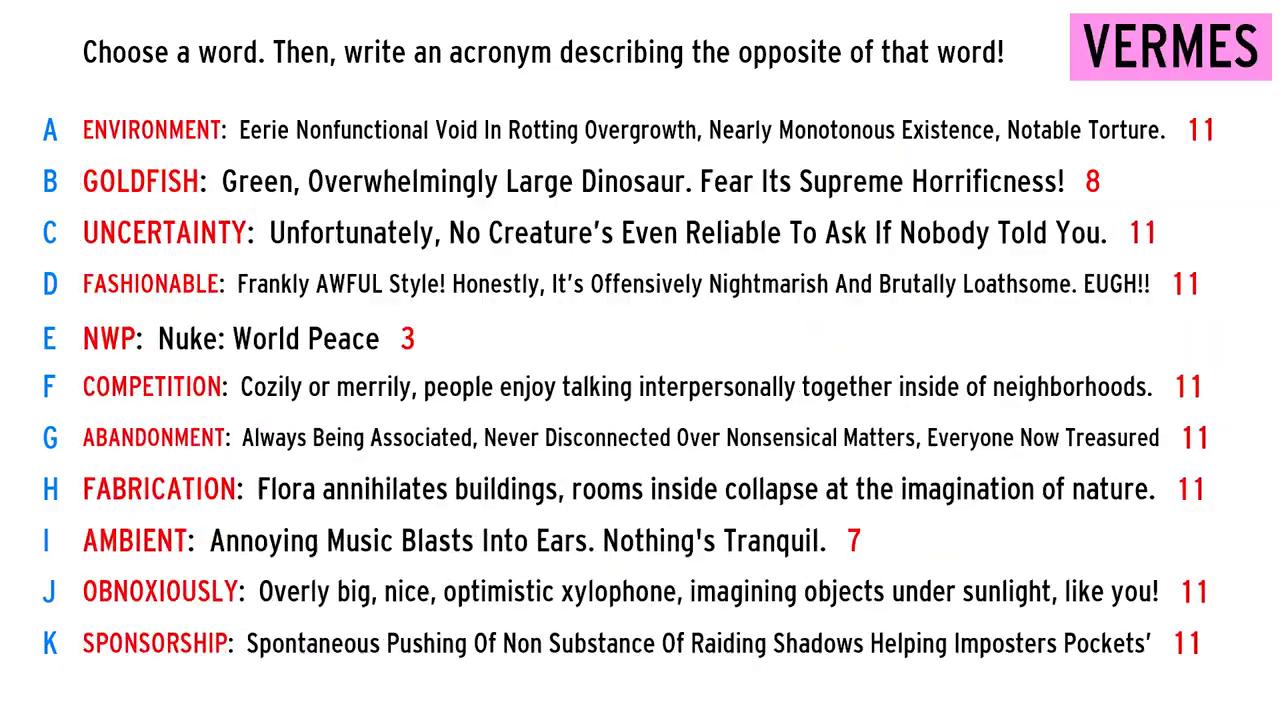 Choose a word. Then, write an acronym describing the opposite of that word!
VERMES
A ENVIRONMENT: Eerie Nonfunctional Void In Rotting Overgrowth, Nearly Monotonous Existence, Notable Torture. 11
B GOLDFISH: Green, Overwhelmingly Large Dinosaur. Fear Its Supreme Horrificness! 8
C UNCERTAINTY: Unfortunately, No Creature’s Even Reliable To Ask If Nobody Told You. 11
D FASHIONABLE: Frankly AWFUL Style! Honestly, It’s Offensively Nightmarish And Brutally Loathsome. EUGH!! 11
E NWP: Nuke: World Peace 3
F COMPETITION: Cozily or merrily, people enjoy talking interpersonally together inside of neighborhoods. 11
G ABANDONMENT: Always Being Associated, Never Disconnected Over Nonsensical Matters, Everyone Now Treasured 11
H FABRICATION: Flora annihilates buildings, rooms inside collapse at the imagination of nature. 11
I AMBIENT: Annoying Music Blasts Into Ears. Nothing's Tranquil. 7
J OBNOXIOUSLY: Overly big, nice, optimistic xylophone, imagining objects under sunlight, like you! 11
K SPONSORSHIP: Spontaneous Pushing Of Non Substance Of Raiding Shadows Helping Imposters Pockets’ 11